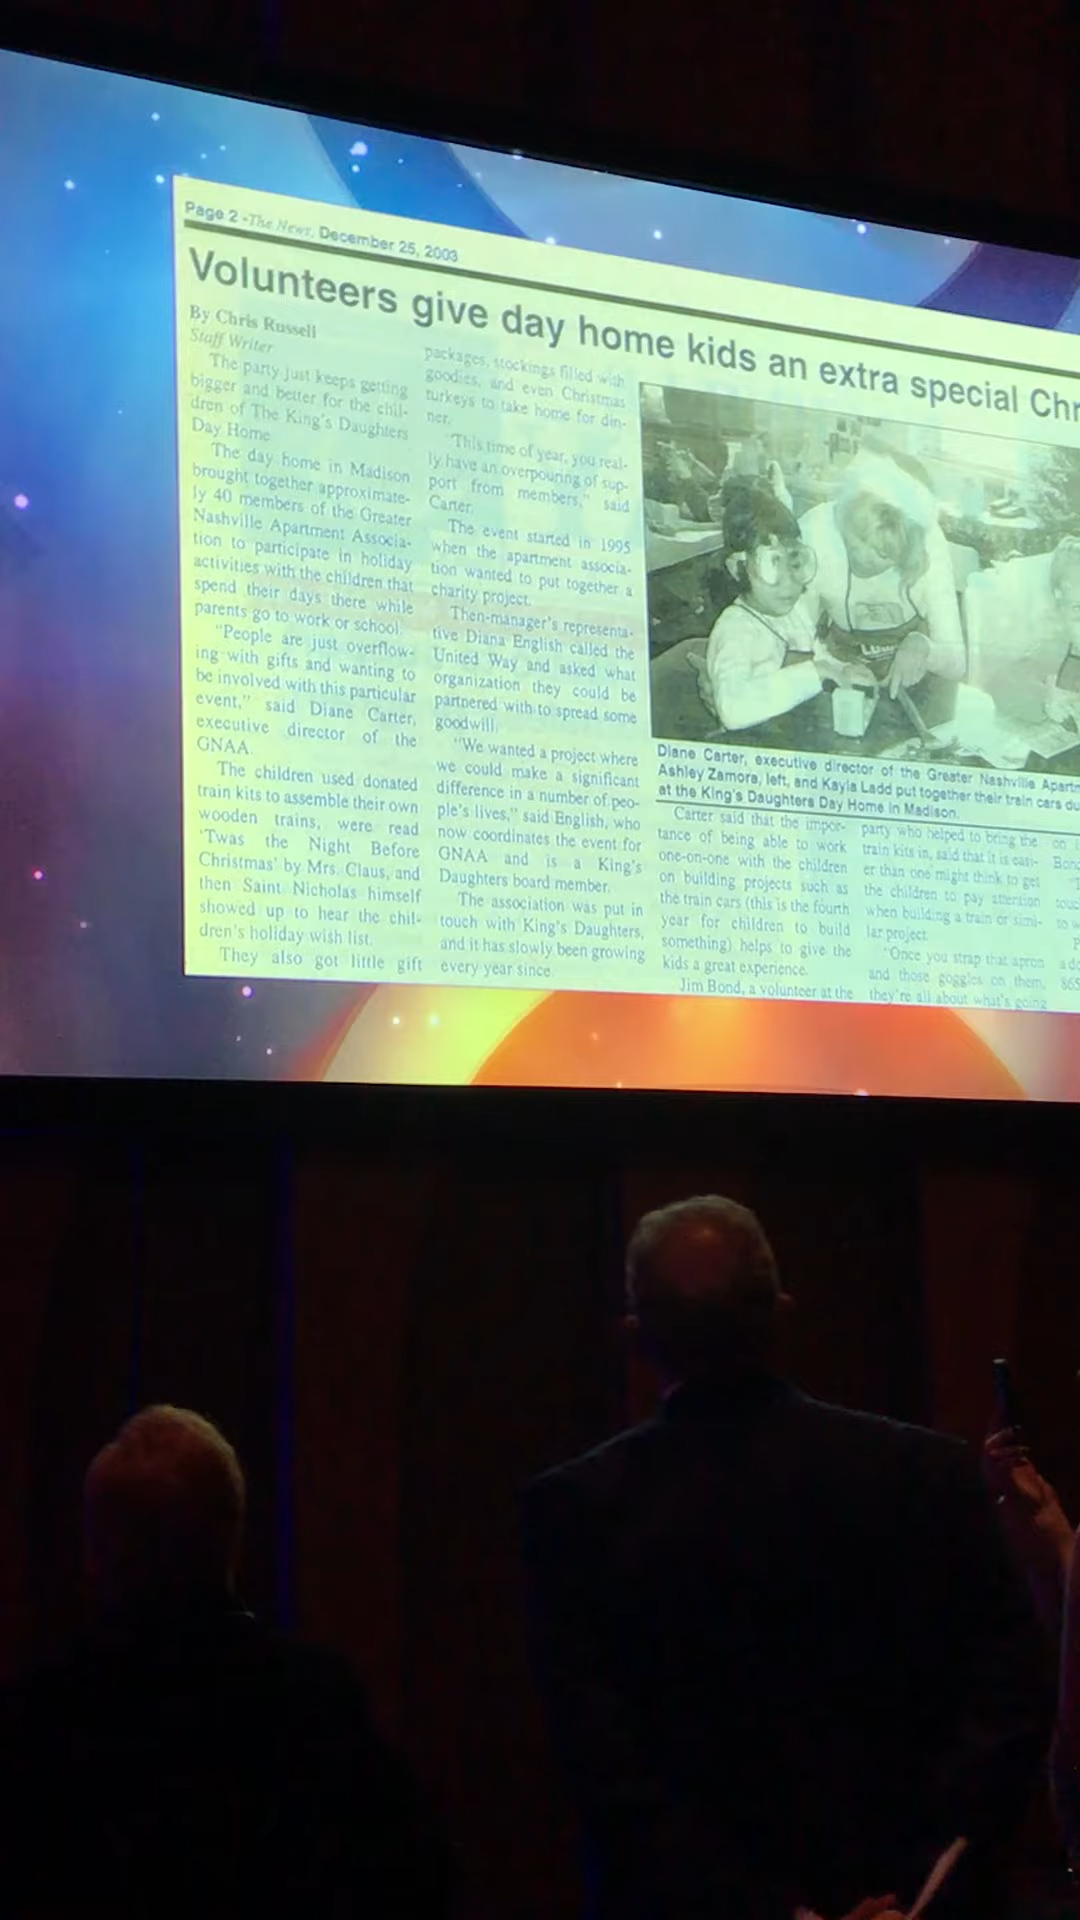 Page 2 -The News, December 25, 2003
Volunteers give day home kids an extra special Chr
By Chris Russell
Staff Writer
The party just keeps getting
bigger and better for the chil-
dren of The King's Daughters
Day Home
The day home in Madison
brought together approximate-
ly 40 members of the Greater
Nashville Apartment Associa-
tion to participate in holiday
activities with the children that
spend their days there while
parents go to work or school.
"People are just overflow-
ing with gifts and wanting to
be involved with this particular
event," said Diane Carter,
executive director of the
GNAA.
The children used donated
train kits to assemble their own
wooden trains, were read
'Twas the Night Before
Christmas' by Mrs. Claus, and
then Saint Nicholas himself
showed up to hear the chil-
dren's holiday wish list.
They also got little gift
packages, stockings filled with
goodies, and even Christmas
turkeys to take home for din-
ner.
"This time of year, you real-
ly have an overpouring of sup-
port from members," said
Carter.
The event started in 1995
when the apartment associa-
tion wanted to put together a
charity project.
Then-manager's representa-
tive Diana English called the
United Way and asked what
organization they could be
partnered with to spread some
goodwill.
"We wanted a project where
we could make a significant
difference in a number of peo-
ple's lives," said English, who
now coordinates the event for
GNAA and is a King's
Daughters board member.
The association was put in
touch with King's Daughters,
and it has slowly been growing
every year since
Diane Carter, executive director of the Greater Nashville Apartm
Ashley Zamora, left, and Kayla Ladd put together their train cars du
at the King's Daughters Day Home in Madison.
Carter said that the impor-
tance of being able to work
one-on-one with the children
on building projects such as
the train cars (this is the fourth
year for children to build
something) helps to give the
kids a great experience.
Jim Bond, a volunteer at the
party who helped to bring the
train kits in, said that it is easi-
er than one might think to get
the children to pay attention
when building a train or simi-
lar project.
"Once you strap that apron
and those goggles on them,
they're all about what's going
on
Bond
touc
to w
a do
865